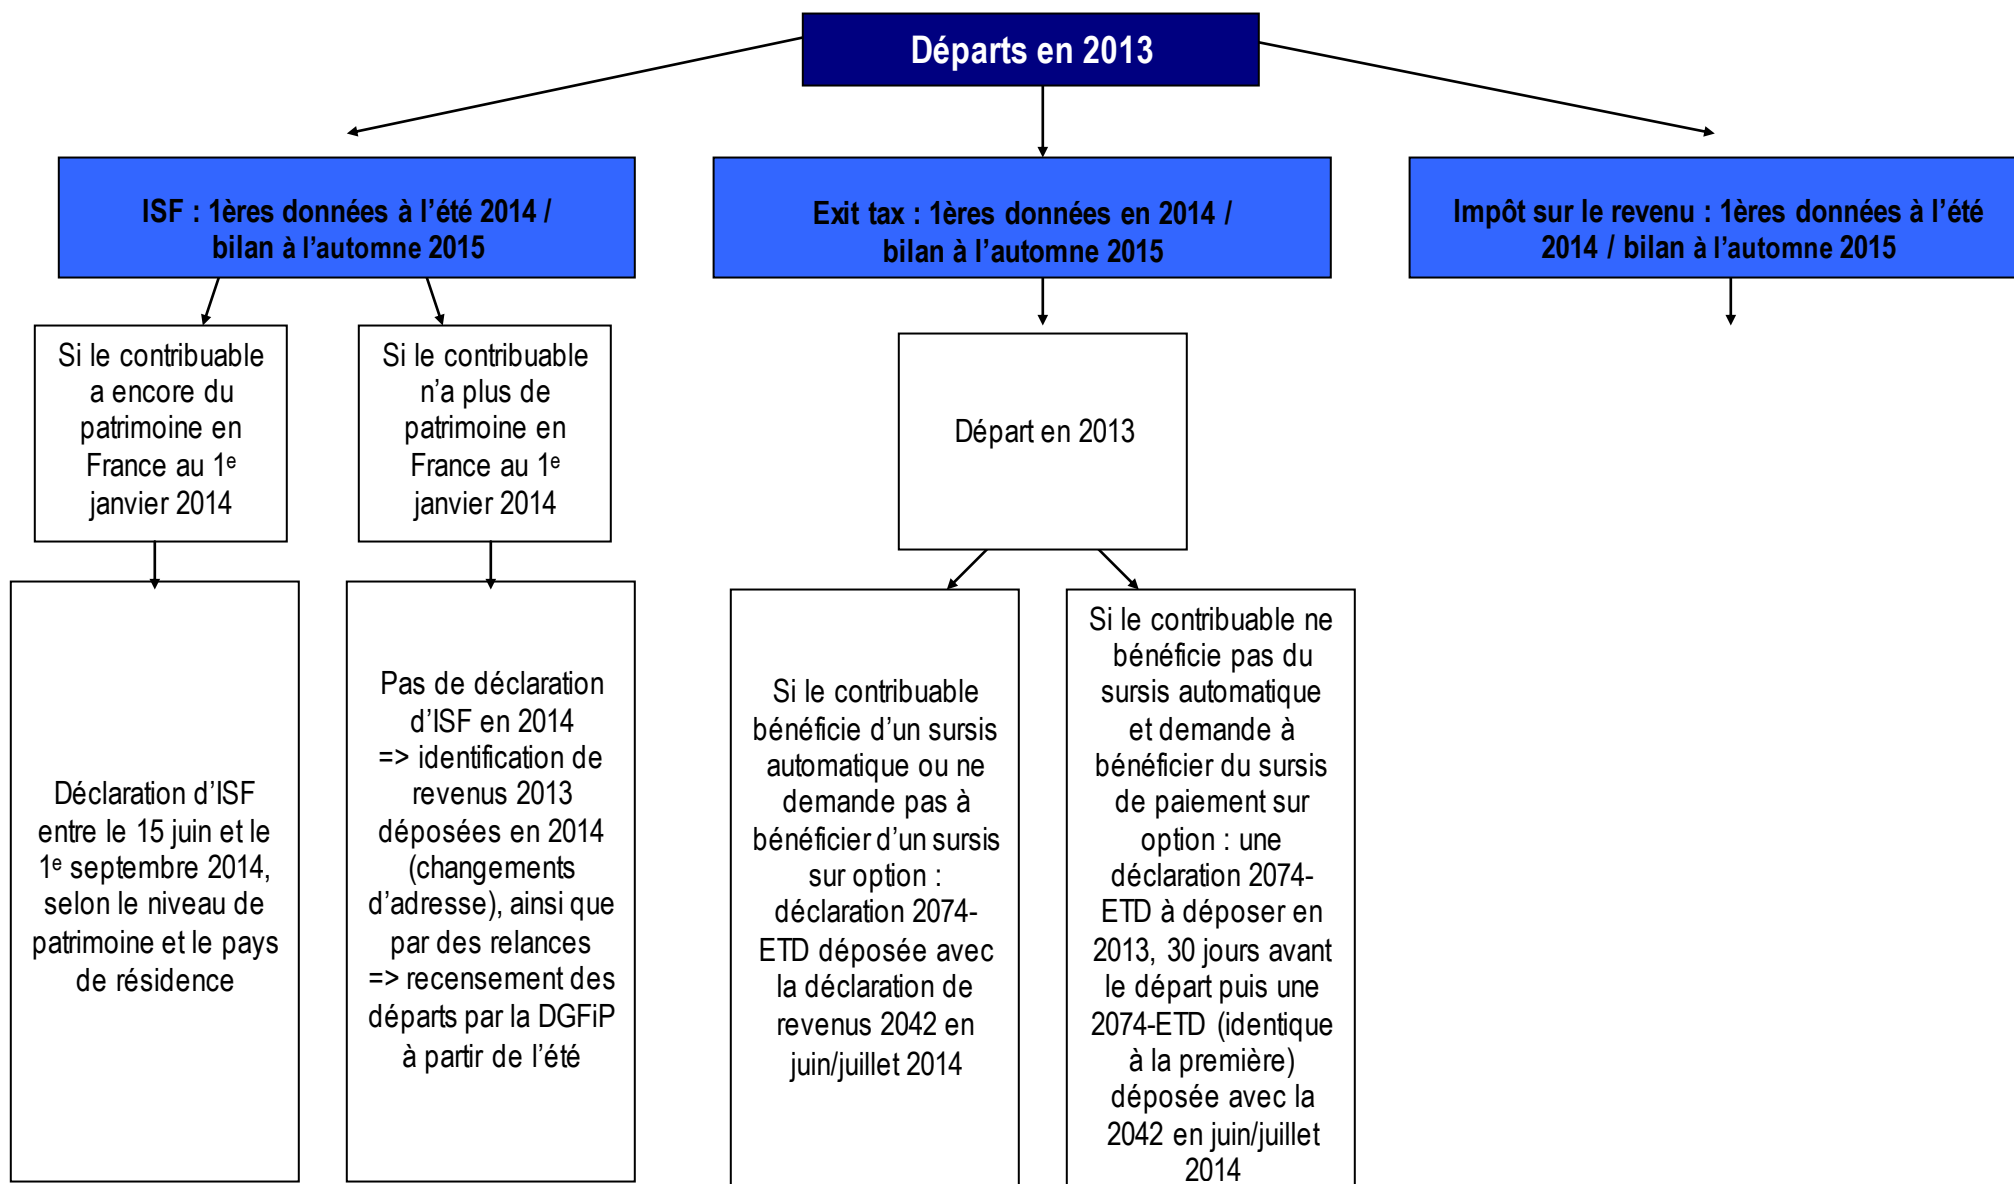 Départs en 2013
ISF : 1ères données à l’été 2014 /
bilan à l’automne 2015
Exit tax : 1ères données en 2014 /
bilan à l’automne 2015
Impôt sur le revenu : 1ères données à l’été
2014 / bilan à l’automne 2015
Si le contribuable
a encore du
patrimoine en
France au 1e
janvier 2014
Si le contribuable
n’a plus de
patrimoine en
France au 1e
janvier 2014
Départ en 2013
Déclaration d’ISF
entre le 15 juin et le
1e septembre 2014,
selon le niveau de
patrimoine et le pays
de résidence
Pas de déclaration
d’ISF en 2014
=> identification de
revenus 2013
déposées en 2014
(changements
d’adresse), ainsi que
par des relances
=> recensement des
départs par la DGFiP
à partir de l’été
Si le contribuable
bénéficie d’un sursis
automatique ou ne
demande pas à
bénéficier d’un sursis
sur option :
déclaration 2074-
ETD déposée avec
la déclaration de
revenus 2042 en
juin/juillet 2014
Si le contribuable ne
bénéficie pas du
sursis automatique
et demande à
bénéficier du sursis
de paiement sur
option : une
déclaration 2074-
ETD à déposer en
2013, 30 jours avant
le départ puis une
2074-ETD (identique
à la première)
déposée avec la
2042 en juin/juillet
2014